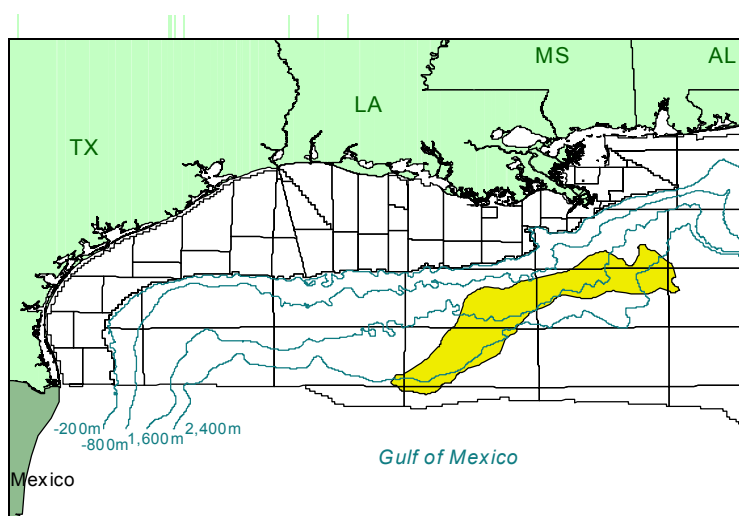 MS
AL
LA
TX
-200m
-800m
1,600m
2,400m
Gulf of Mexico
Mexico